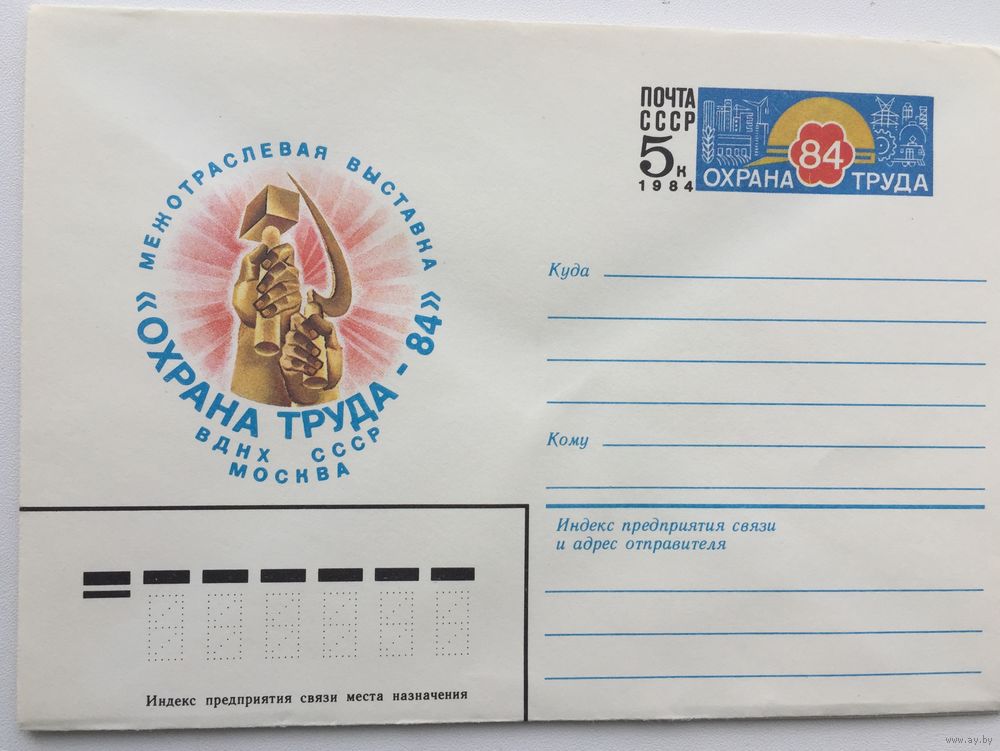 ПОЧТА
СССР
5 к
1984
84
ОХРАНА ТРУДА
МЕЖОТРАСЛЕВАЯ ВЫСТАВКА
«ОХРАНА ТРУДА - 84»
ВДНХ СССР
МОСКВА
Куда
Кому
Индекс предприятия связи
и адрес отправителя
Индекс предприятия связи места назначения
www.ay.by